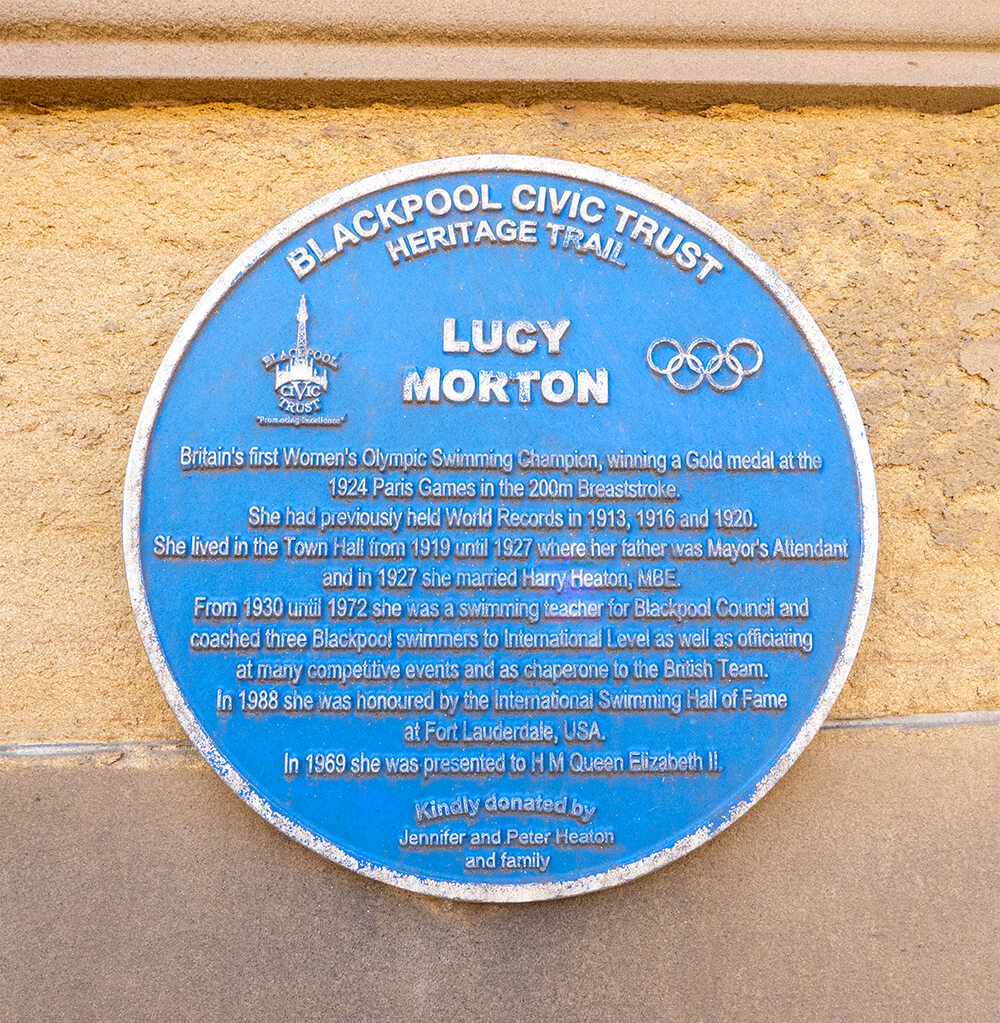 BLACKPOOL CIVIC TRUST
HERITAGE TRAIL
LUCY
MORTON
BLACKPOOL
CIVIC
TRUST
"Promoting Excellence"
Britain's first Women's Olympic Swimming Champion, winning a Gold medal at the
1924 Paris Games in the 200m Breaststroke.
She had previously held World Records in 1913, 1916 and 1920.
She lived in the Town Hall from 1919 until 1927 where her father was Mayor's Attendant
and in 1927 she married Harry Heaton, MBE.
From 1930 until 1972 she was a swimming teacher for Blackpool Council and
coached three Blackpool swimmers to International Level as well as officiating
at many competitive events and as chaperone to the British Team.
In 1988 she was honoured by the International Swimming Hall of Fame
at Fort Lauderdale, USA.
In 1969 she was presented to H M Queen Elizabeth II.
Kindly donated by
Jennifer and Peter Heaton
and family